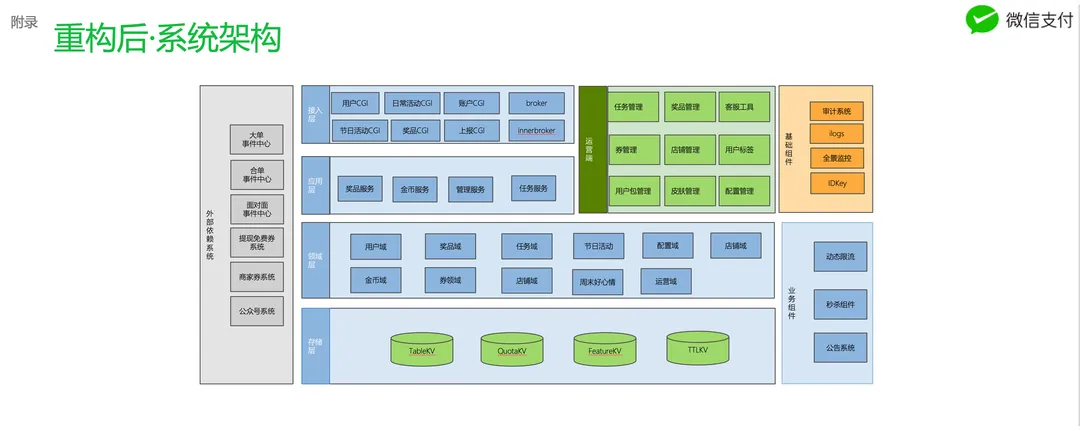 附录
重构后·系统架构
微信支付
外部依赖系统
大单
事件中心
合单
事件中心
面对面
事件中心
提现免费券
系统
商家券系统
公众号系统
接入层
用户CGI
日常活动CGI
账户CGI
broker
节日活动CGI
奖品CGI
上报CGI
innerbroker
应用层
奖品服务
金币服务
管理服务
任务服务
运营端
任务管理
奖品管理
客服工具
券管理
店铺管理
用户标签
用户包管理
皮肤管理
配置管理
基础组件
审计系统
ilogs
全景监控
IDKey
领域层
用户域
奖品域
任务域
节日活动
配置域
店铺域
金币域
券领域
店铺域
周末好心情
运营域
存储层
TableKV
QuotaKV
FeatureKV
TTLKV
业务组件
动态限流
秒杀组件
公告系统